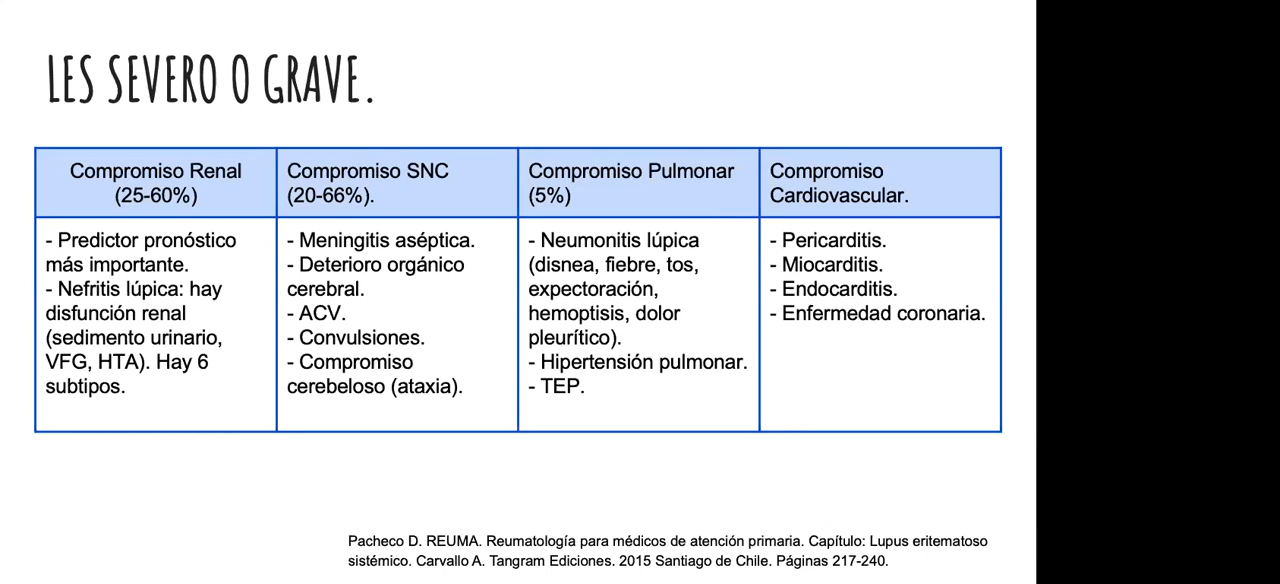 LES SEVERO O GRAVE.
Compromiso Renal
(25-60%)
- Predictor pronóstico
más importante.
- Nefritis lúpica: hay
disfunción renal
(sedimento urinario,
VFG, HTA). Hay 6
subtipos.
Compromiso SNC
(20-66%).
- Meningitis aséptica.
- Deterioro orgánico
cerebral.
- ACV.
- Convulsiones.
- Compromiso
cerebeloso (ataxia).
Compromiso Pulmonar
(5%)
- Neumonitis lúpica
(disnea, fiebre, tos,
expectoración,
hemoptisis, dolor
pleurítico).
- Hipertensión pulmonar.
- TEP.
Compromiso
Cardiovascular.
- Pericarditis.
- Miocarditis.
- Endocarditis.
- Enfermedad coronaria.
Pacheco D. REUMA. Reumatología para médicos de atención primaria. Capítulo: Lupus eritematoso
sistémico. Carvallo A. Tangram Ediciones. 2015 Santiago de Chile. Páginas 217-240.